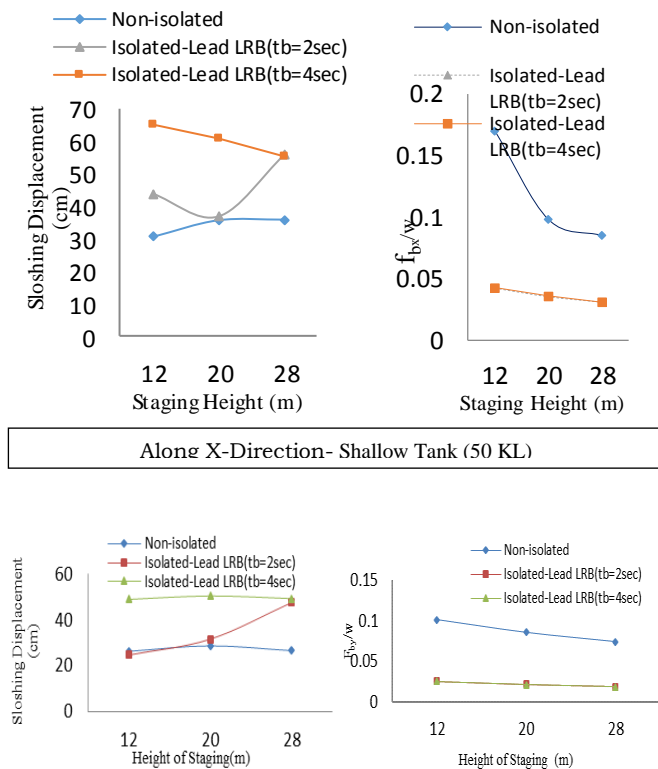 Non-isolated
Isolated-Lead LRB(tb=2sec)
Isolated-Lead LRB(tb=4sec)
70
60
50
40
30
20
10
0
Sloshing Displacement
(cm)
12 20 28
Staging Height (m)
Non-isolated
Isolated-Lead
LRB(tb=2sec)
Isolated-Lead
LRB(tb=4sec)
0.2
0.15
0.1
0.05
0
fbx/w
12 20 28
Staging Height (m)
Along X-Direction- Shallow Tank (50 KL)
Non-isolated
Isolated-Lead LRB(tb=2sec)
Isolated-Lead LRB(tb=4sec)
60
40
20
0
Sloshing Displacement
(cm)
12 20 28
Height of Staging(m)
Non-isolated
Isolated-Lead LRB(tb=2sec)
Isolated-Lead LRB(tb=4sec)
0.15
0.1
0.05
0
Fby/w
12 20 28
Height of Staging (m)